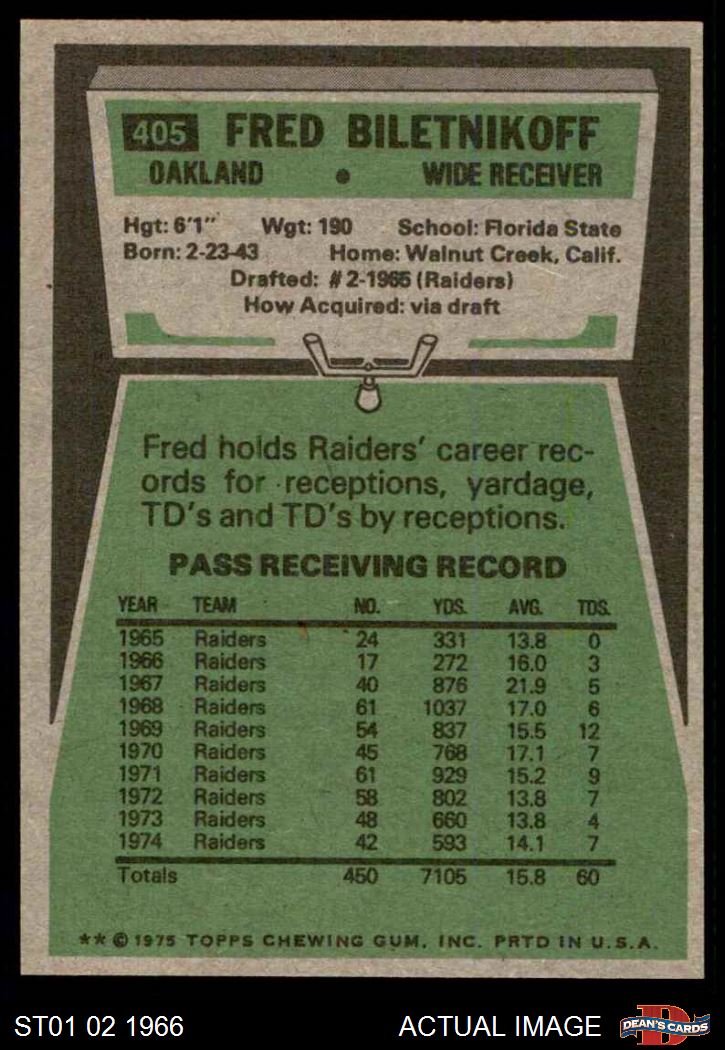 405 FRED BILETNIKOFF
OAKLAND • WIDE RECEIVER
Hgt: 6'1" Wgt: 190 School: Florida State
Born: 2-23-43 Home: Walnut Creek, Calif.
Drafted: #2-1965 (Raiders)
How Acquired: via draft
Fred holds Raiders' career rec-
ords for receptions, yardage,
TD's and TD's by receptions.
PASS RECEIVING RECORD
YEAR TEAM NO. YDS. AVG. TDS.
1965 Raiders 24 331 13.8 0
1966 Raiders 17 272 16.0 3
1967 Raiders 40 876 21.9 5
1968 Raiders 61 1037 17.0 6
1969 Raiders 54 837 15.5 12
1970 Raiders 45 768 17.1 7
1971 Raiders 61 929 15.2 9
1972 Raiders 58 802 13.8 7
1973 Raiders 48 660 13.8 4
1974 Raiders 42 593 14.1 7
Totals 450 7105 15.8 60
** © 1975 TOPPS CHEWING GUM, INC. PRTD IN U.S.A.
ST01 02 1966 ACTUAL IMAGE D DEAN'S CARDS